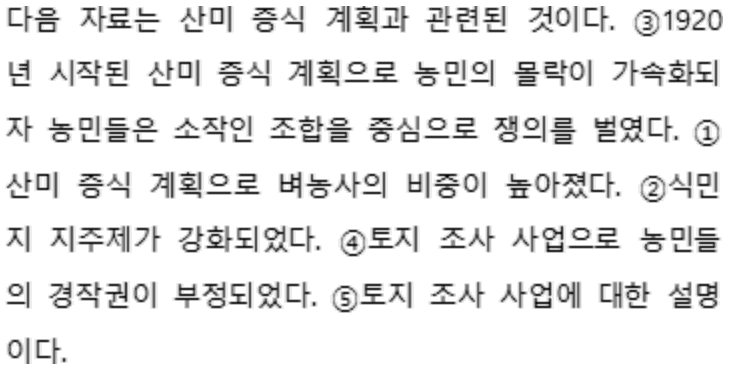 다음 자료는 산미 증식 계획과 관련된 것이다. ③1920
년 시작된 산미 증식 계획으로 농민의 몰락이 가속화되
자 농민들은 소작인 조합을 중심으로 쟁의를 벌였다. ①
산미 증식 계획으로 벼농사의 비중이 높아졌다. ②식민
지 지주제가 강화되었다. ④토지 조사 사업으로 농민들
의 경작권이 부정되었다. ⑤토지 조사 사업에 대한 설명
이다.